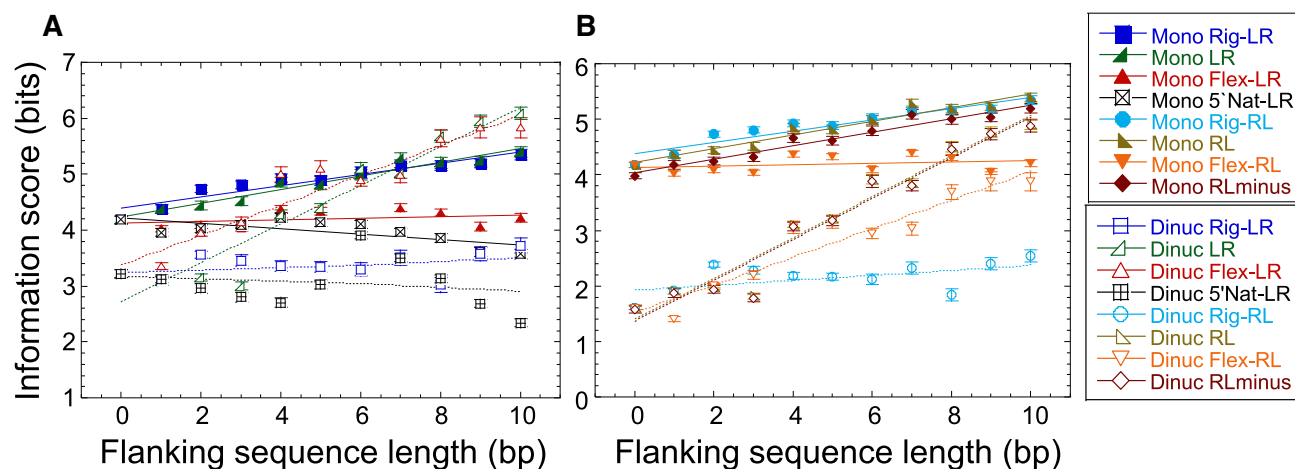 A
B
Information score (bits)
7
6
5
4
3
2
1
0 2 4 6 8 10
Flanking sequence length (bp)
6
5
4
3
2
1
0
0 2 4 6 8 10
Flanking sequence length (bp)
Mono Rig-LR
Mono LR
Mono Flex-LR
Mono 5`Nat-LR
Mono Rig-RL
Mono RL
Mono Flex-RL
Mono RLminus
Dinuc Rig-LR
Dinuc LR
Dinuc Flex-LR
Dinuc 5'Nat-LR
Dinuc Rig-RL
Dinuc RL
Dinuc Flex-RL
Dinuc RLminus